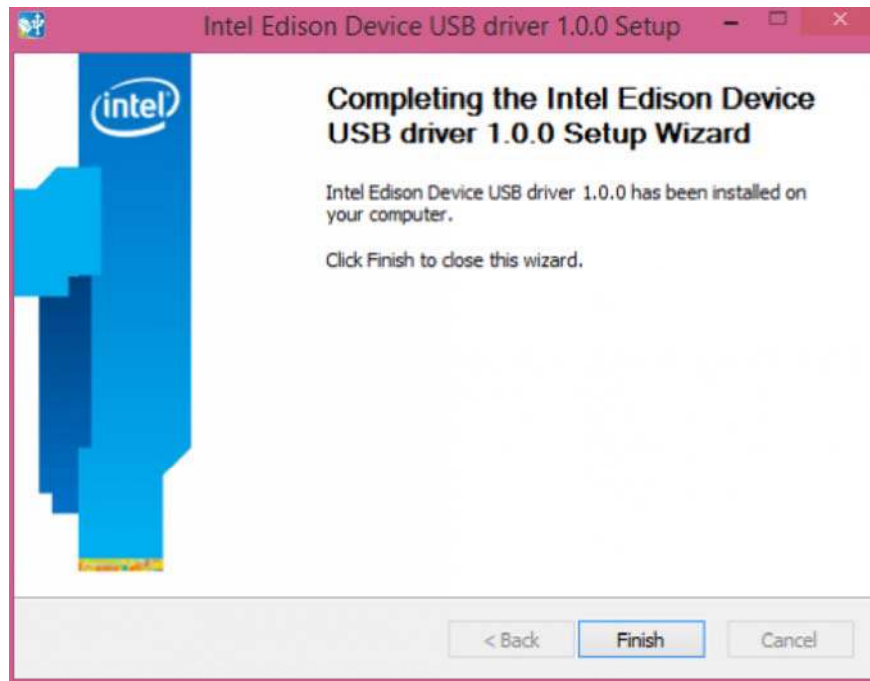 Intel Edison Device USB driver 1.0.0 Setup
intel
Completing the Intel Edison Device
USB driver 1.0.0 Setup Wizard
Intel Edison Device USB driver 1.0.0 has been installed on
your computer.
Click Finish to close this wizard.
< Back
Finish
Cancel